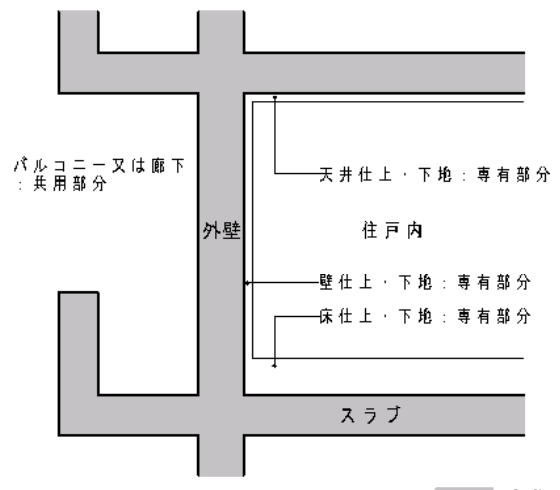 バルコニー又は廊下
：共用部分
天井仕上・下地：専有部分
外壁
住戸内
壁仕上・下地：専有部分
床仕上・下地：専有部分
スラブ